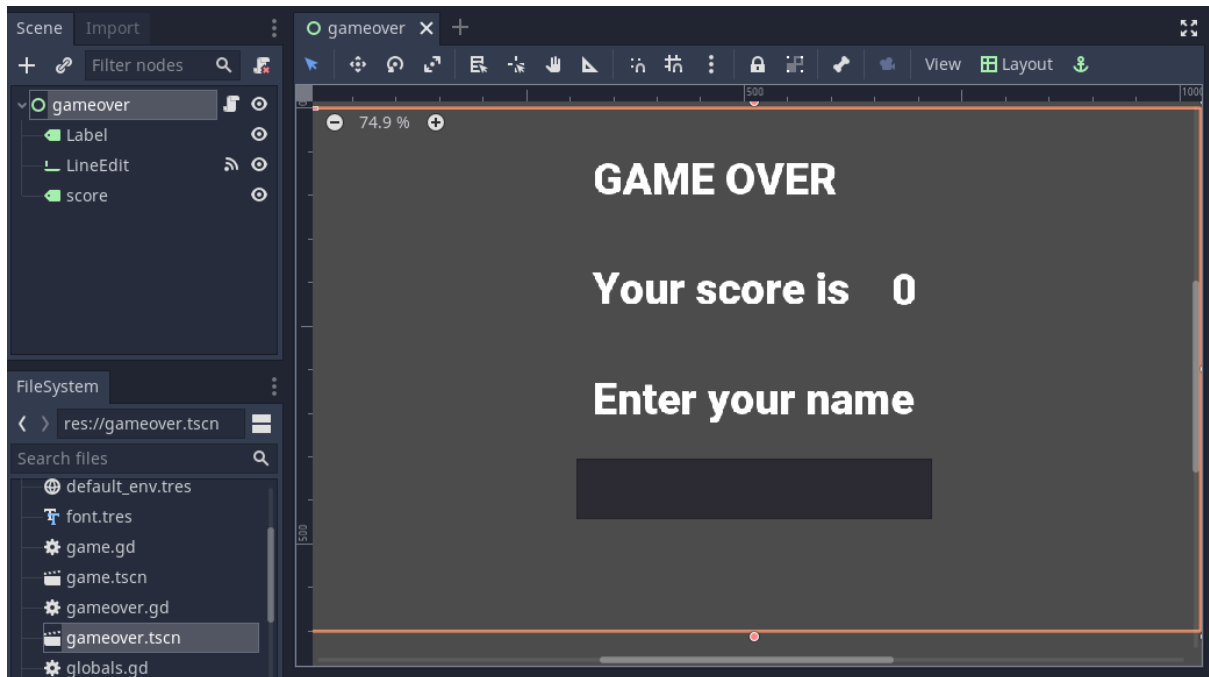 Scene Import
gameover
Filter nodes
View Layout
gameover
Label
LineEdit
score
500
1000
74.9 %
GAME OVER
Your score is 0
Enter your name
500
FileSystem
res://gameover.tscn
Search files
default_env.tres
font.tres
game.gd
game.tscn
gameover.gd
gameover.tscn
globals.gd